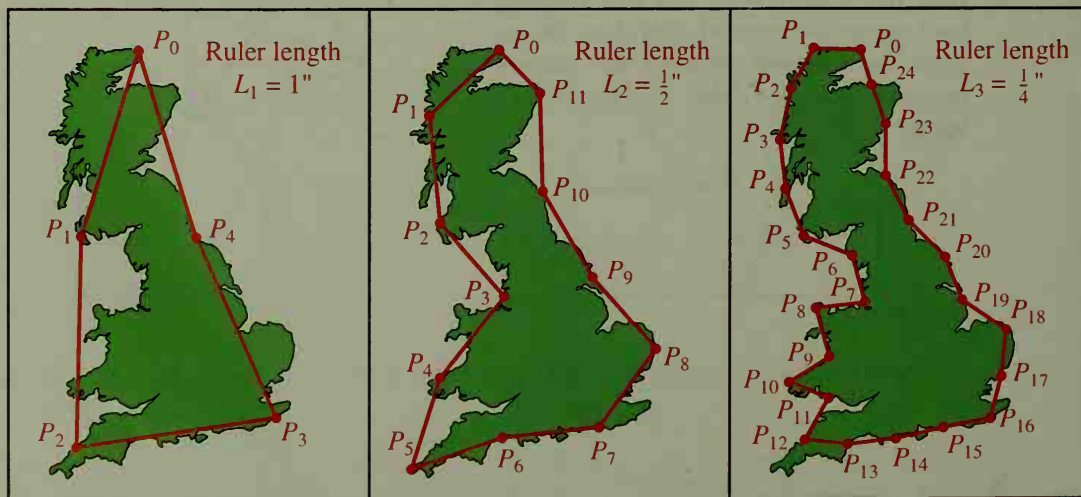 P0
Ruler length
L1 = 1"
P1
P4
P2
P3
P0
Ruler length
L2 = 1/2"
P11
P1
P10
P2
P9
P3
P8
P4
P5
P6
P7
P1
P0
Ruler length
L3 = 1/4"
P24
P2
P23
P3
P22
P4
P21
P5
P20
P6
P7
P19
P18
P8
P9
P17
P10
P11
P16
P12
P13
P14
P15